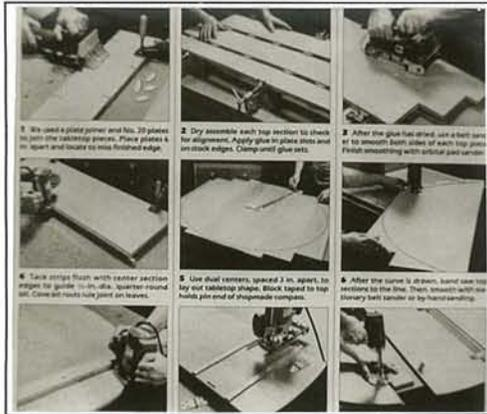 1 We used a plate joiner and No. 20 plates
to join the tabletop pieces. Place plates 6
in. apart and locate to miss finished edge.
2 Dry assemble each top section to check
for alignment. Apply glue in plate slots and
on stock edges. Clamp until glue sets.
3 After the glue has dried, use a belt sand-
er to smooth both sides of each top piece.
Finish smoothing with orbital pad sander.
4 Tack strips flush with center section
edges to guide dia. quarter-round
bit. Cove bit routs rule joint on leaves.
5 Use dual centers, spaced 3 in. apart, to
lay out tabletop shape. Block taped to top
holds pin end of shopmade compass.
6 After the curve is drawn, band saw top
sections to the line. Then, smooth with sta-
tionary belt sander or by hand sanding.